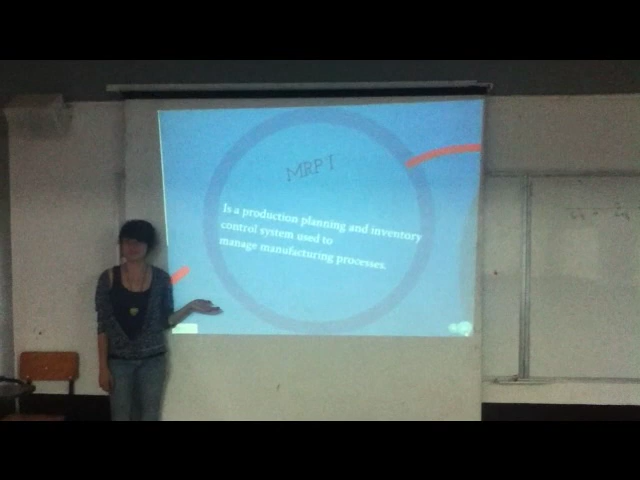 MRP I
Is a production planning and inventory
control system used to
manage manufacturing processes.